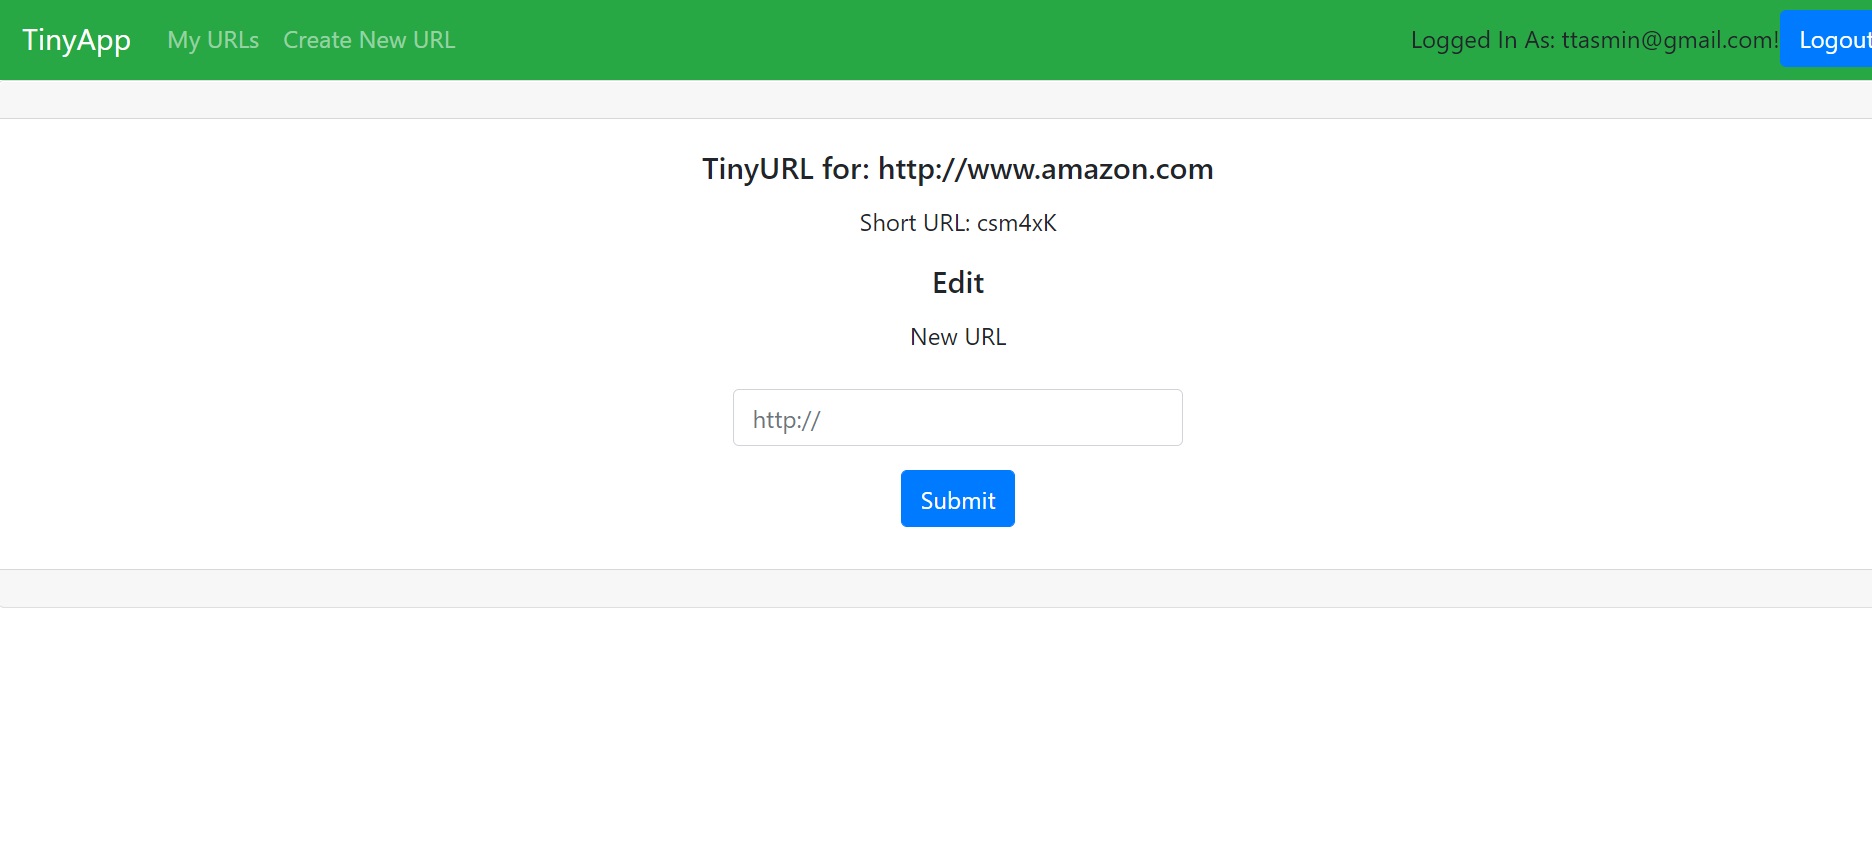 TinyApp My URLs Create New URL Logged In As: ttasmin@gmail.com! Logout
TinyURL for: http://www.amazon.com
Short URL: csm4xK
Edit
New URL
http://
Submit